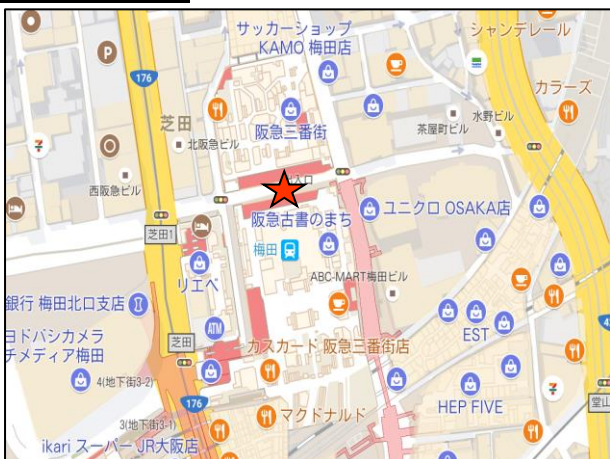 サッカーショップ
KAMO 梅田店
シャンデレール
P
176
カラーズ
芝田
北阪急ビル
阪急三番街
茶屋町ビル
水野ビル
7
西阪急ビル
入口
阪急古書のまち
ユニクロ OSAKA店
芝田1
梅田
リエベ
ABC-MART梅田ビル
銀行 梅田北口支店
ヨドバシカメラ
チメディア梅田
芝田
ATM
カスカード 阪急三番街店
EST
4(地下街3-2)
7
176
マクドナルド
HEP FIVE
堂山
3(地下街3-1)
ikari スーパー JR大阪店